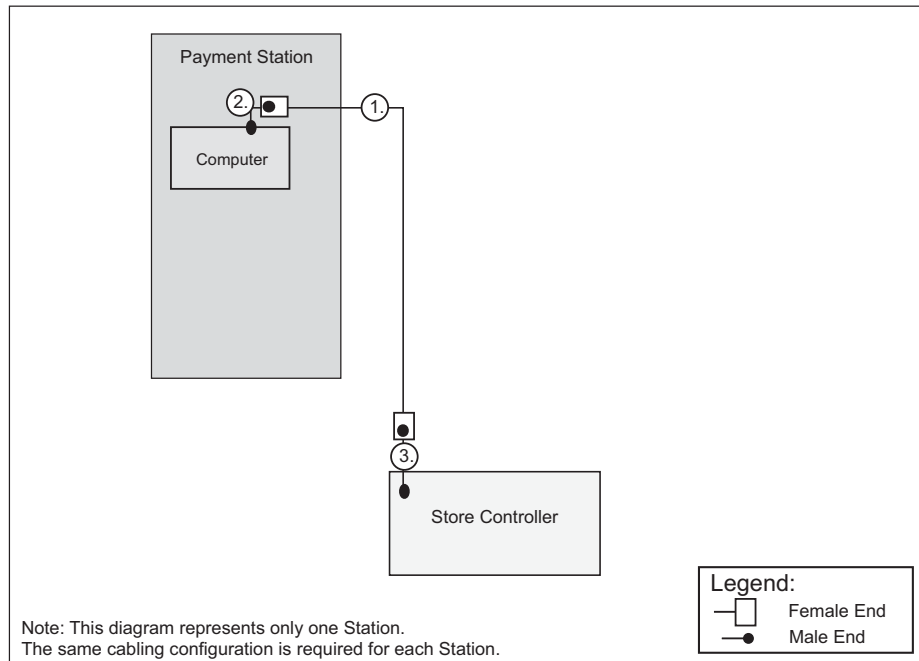 Payment Station
2.
1.
Computer
3.
Store Controller
Legend:
Female End
Male End
Note: This diagram represents only one Station.
The same cabling configuration is required for each Station.